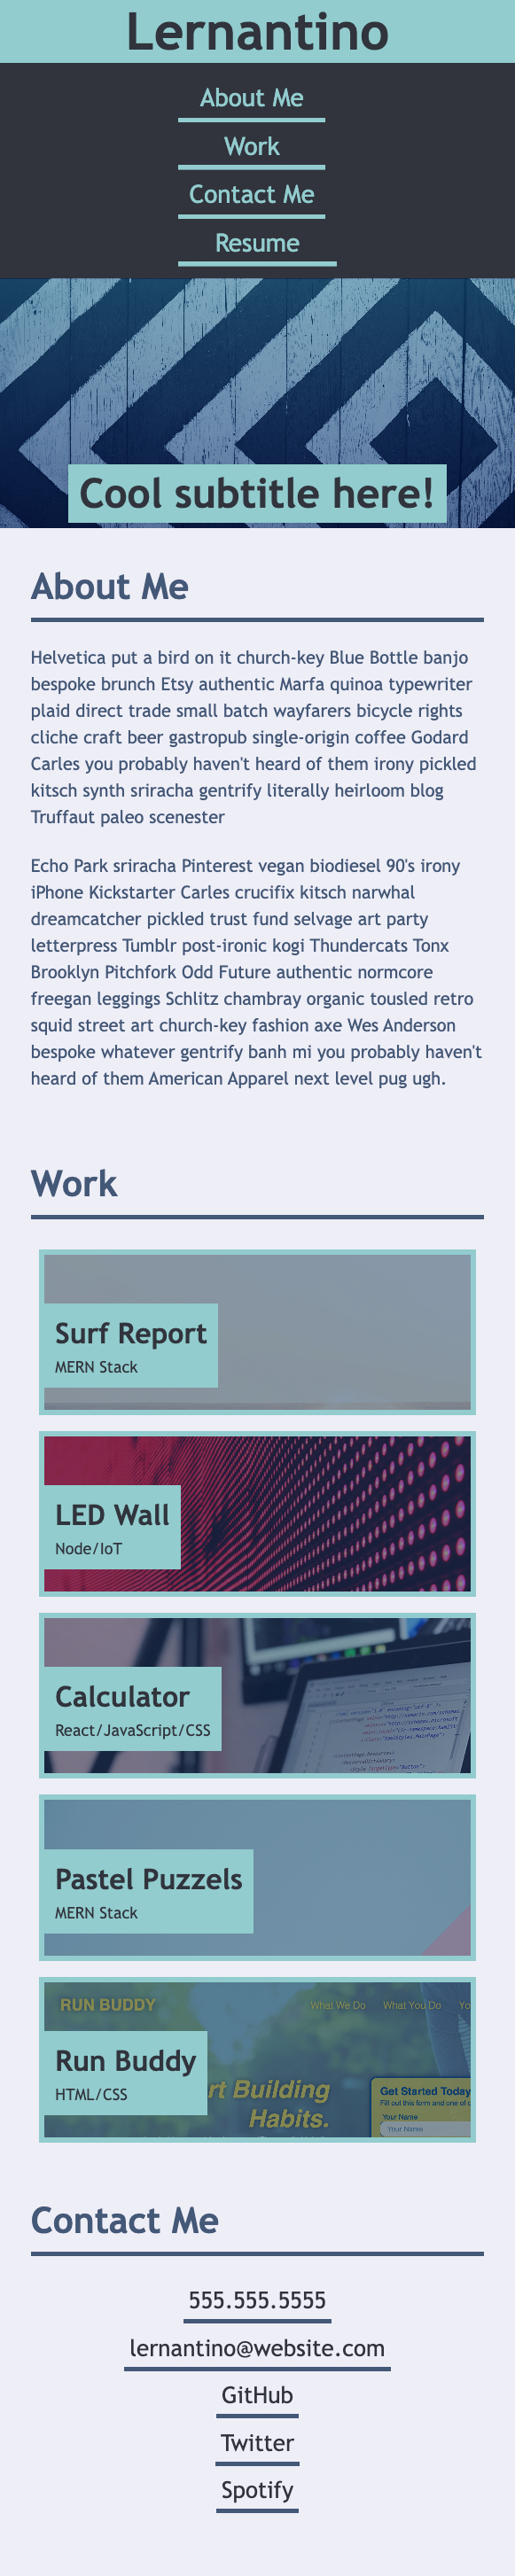 Lernantino
About Me
Work
Contact Me
Resume
Cool subtitle here!
About Me
Helvetica put a bird on it church-key Blue Bottle banjo
bespoke brunch Etsy authentic Marfa quinoa typewriter
plaid direct trade small batch wayfarers bicycle rights
cliche craft beer gastropub single-origin coffee Godard
Carles you probably haven't heard of them irony pickled
kitsch synth sriracha gentrify literally heirloom blog
Truffaut paleo scenester
Echo Park sriracha Pinterest vegan biodiesel 90's irony
iPhone Kickstarter Carles crucifix kitsch narwhal
dreamcatcher pickled trust fund selvage art party
letterpress Tumblr post-ironic kogi Thundercats Tonx
Brooklyn Pitchfork Odd Future authentic normcore
freegan leggings Schlitz chambray organic tousled retro
squid street art church-key fashion axe Wes Anderson
bespoke whatever gentrify banh mi you probably haven't
heard of them American Apparel next level pug ugh.
Work
Surf Report
MERN Stack
LED Wall
Node/IoT
Calculator
React/JavaScript/CSS
Pastel Puzzels
MERN Stack
RUN BUDDY
What We Do What You Do Yo
Run Buddy
HTML/CSS
rt Building
Habits.
Get Started Today
Fill out this form and one of
Your Name
Your Name
Contact Me
555.555.5555
lernantino@website.com
GitHub
Twitter
Spotify